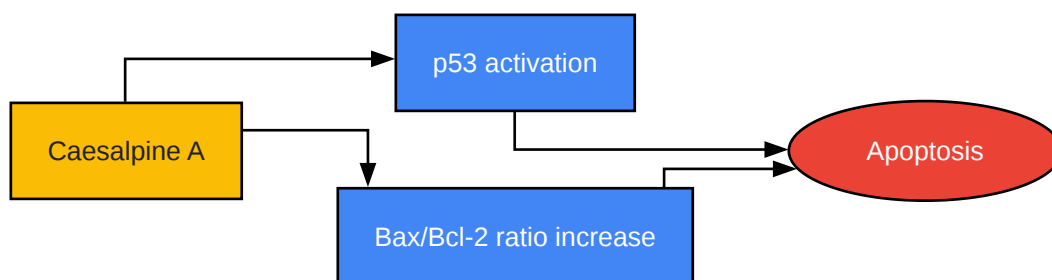 p53 activation
Caesalpine A
Apoptosis
Bax/Bcl-2 ratio increase